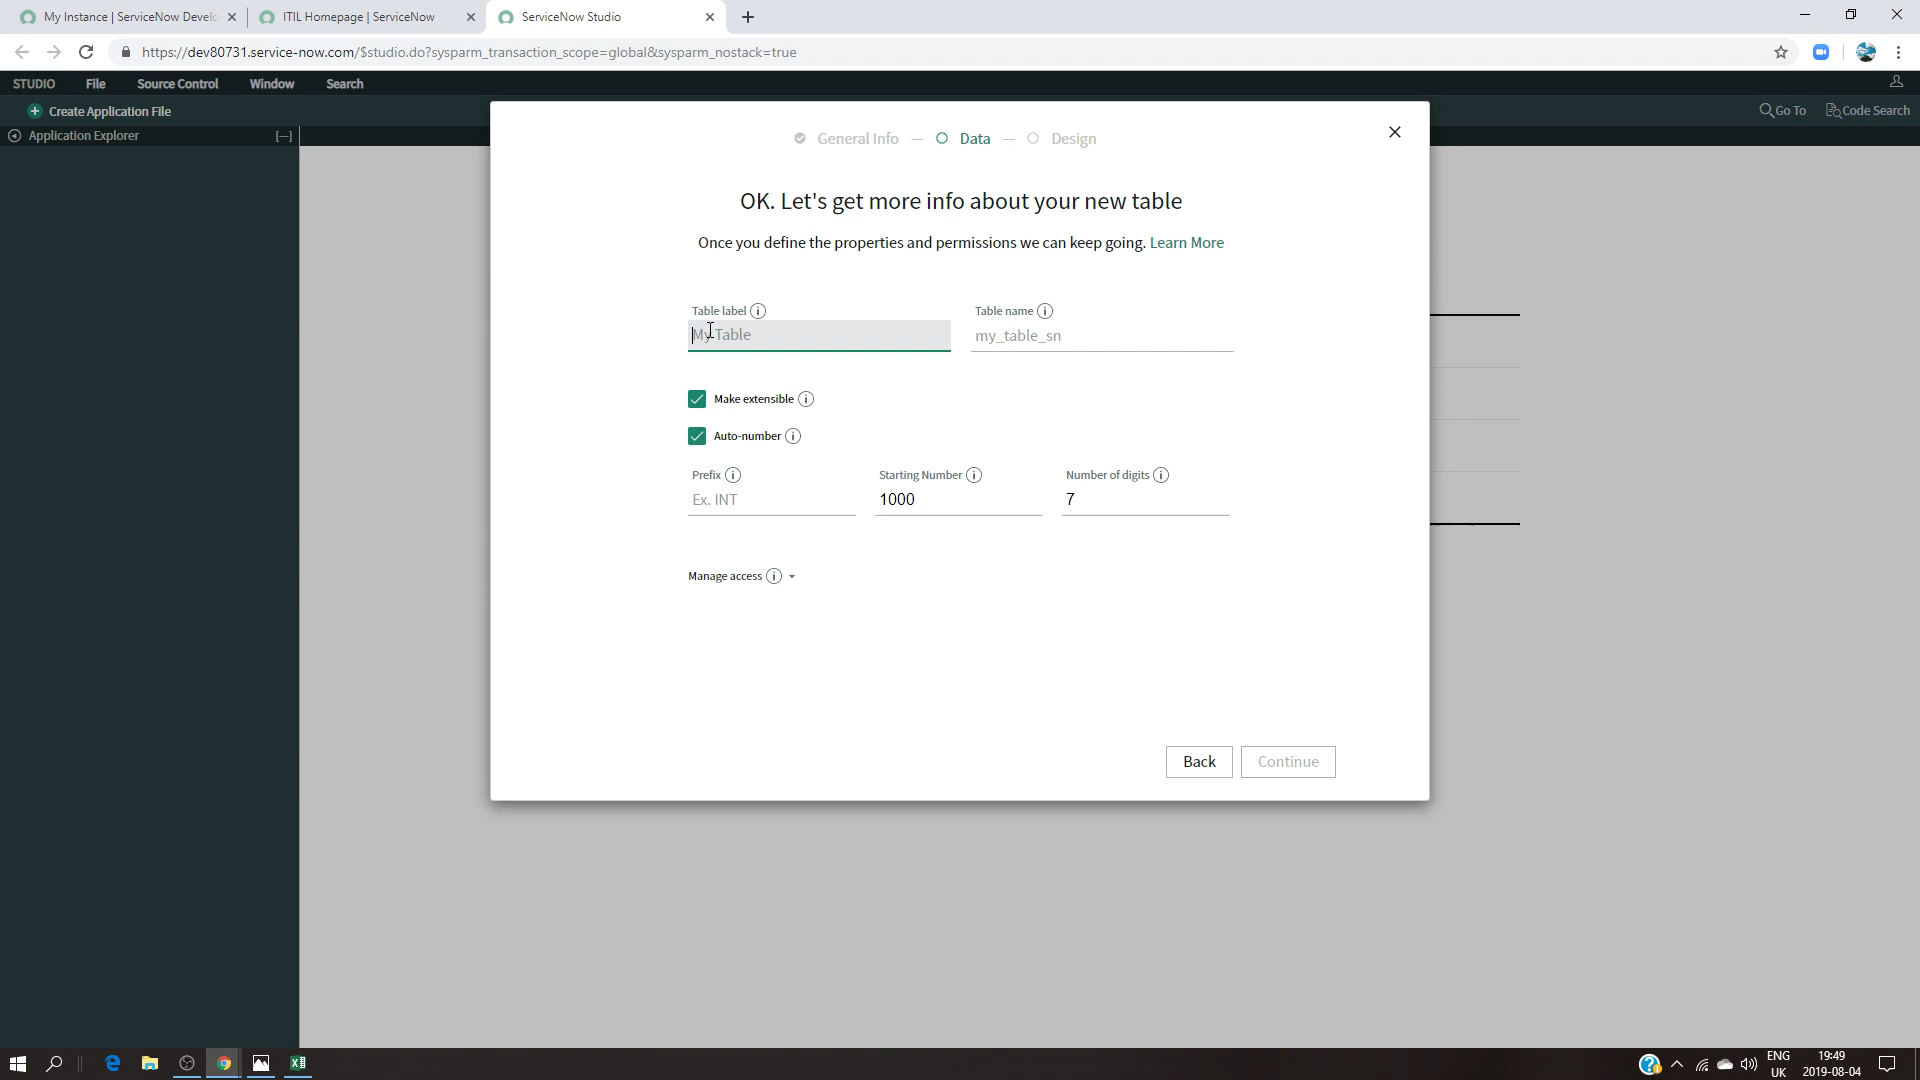 My Instance | ServiceNow Develo
ITIL Homepage | ServiceNow
ServiceNow Studio
https://dev80731.service-now.com/$studio.do?sysparm_transaction_scope=global&sysparm_nostack=true
STUDIO File Source Control Window Search
Create Application File
Go To Code Search
Application Explorer [—]
General Info — Data — Design
OK. Let's get more info about your new table
Once you define the properties and permissions we can keep going. Learn More
Table label Table name
My Table my_table_sn
Make extensible
Auto-number
Prefix Starting Number Number of digits
Ex. INT 1000 7
Manage access
Back Continue
ENG 19:49
UK 2019-08-04